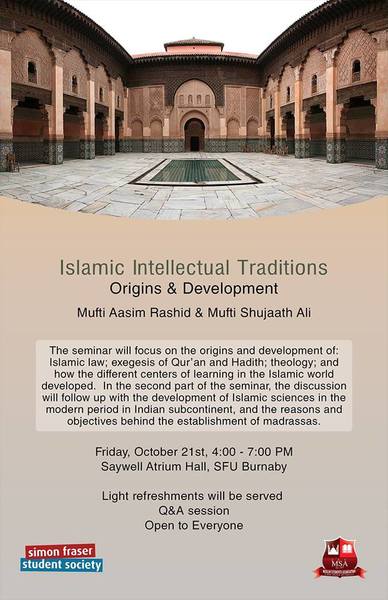 Islamic Intellectual Traditions
Origins & Development
Mufti Aasim Rashid & Mufti Shujaath Ali
The seminar will focus on the origins and development of:
Islamic law; exegesis of Qur'an and Hadith; theology; and
how the different centers of learning in the Islamic world
developed. In the second part of the seminar, the discussion
will follow up with the development of Islamic sciences in the
modern period in Indian subcontinent, and the reasons and
objectives behind the establishment of madrassas.
Friday, October 21st, 4:00 - 7:00 PM
Saywell Atrium Hall, SFU Burnaby
Light refreshments will be served
Q&A session
Open to Everyone
simon fraser
student society
MSA